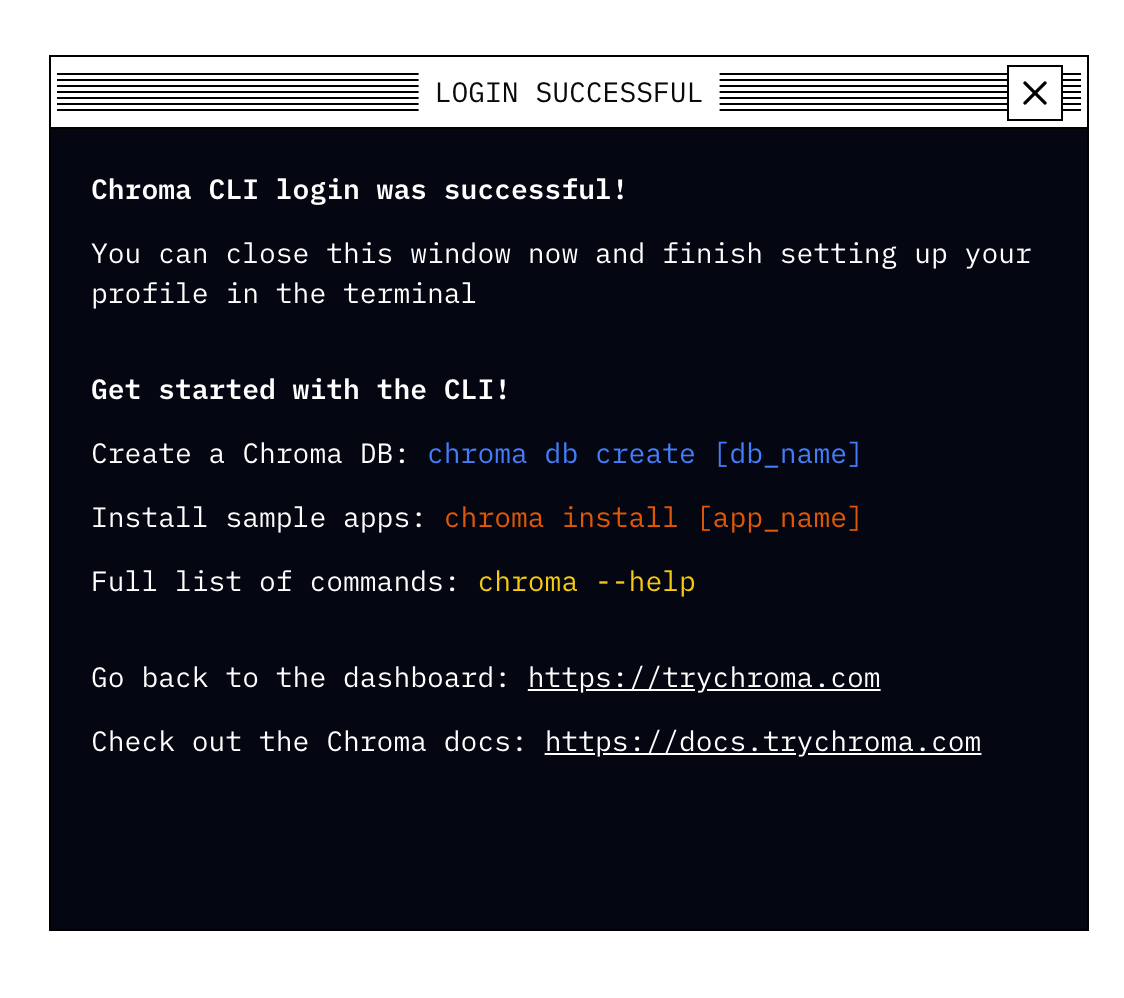 LOGIN SUCCESSFUL
Chroma CLI login was successful!
You can close this window now and finish setting up your
profile in the terminal
Get started with the CLI!
Create a Chroma DB: chroma db create [db_name]
Install sample apps: chroma install [app_name]
Full list of commands: chroma --help
Go back to the dashboard: https://trychroma.com
Check out the Chroma docs: https://docs.trychroma.com